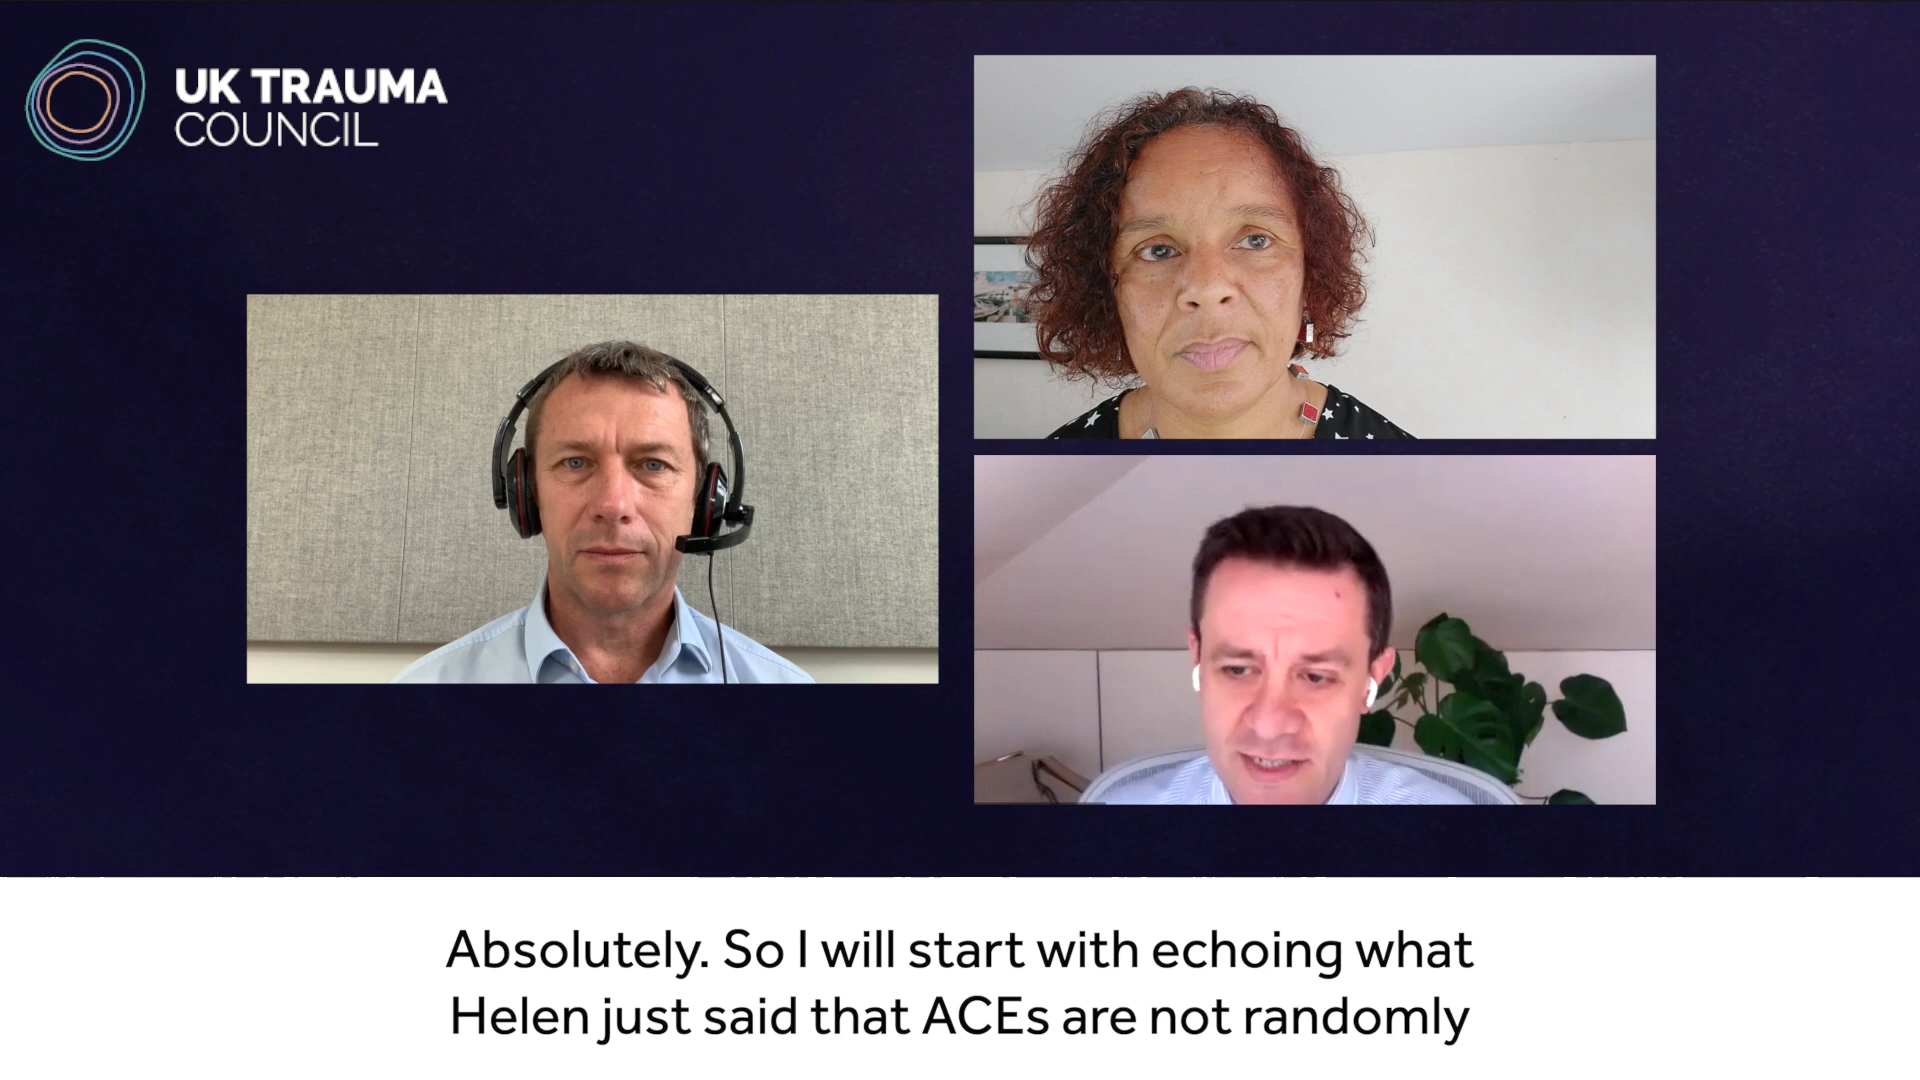 UK TRAUMA
COUNCIL
Absolutely. So I will start with echoing what
Helen just said that ACEs are not randomly